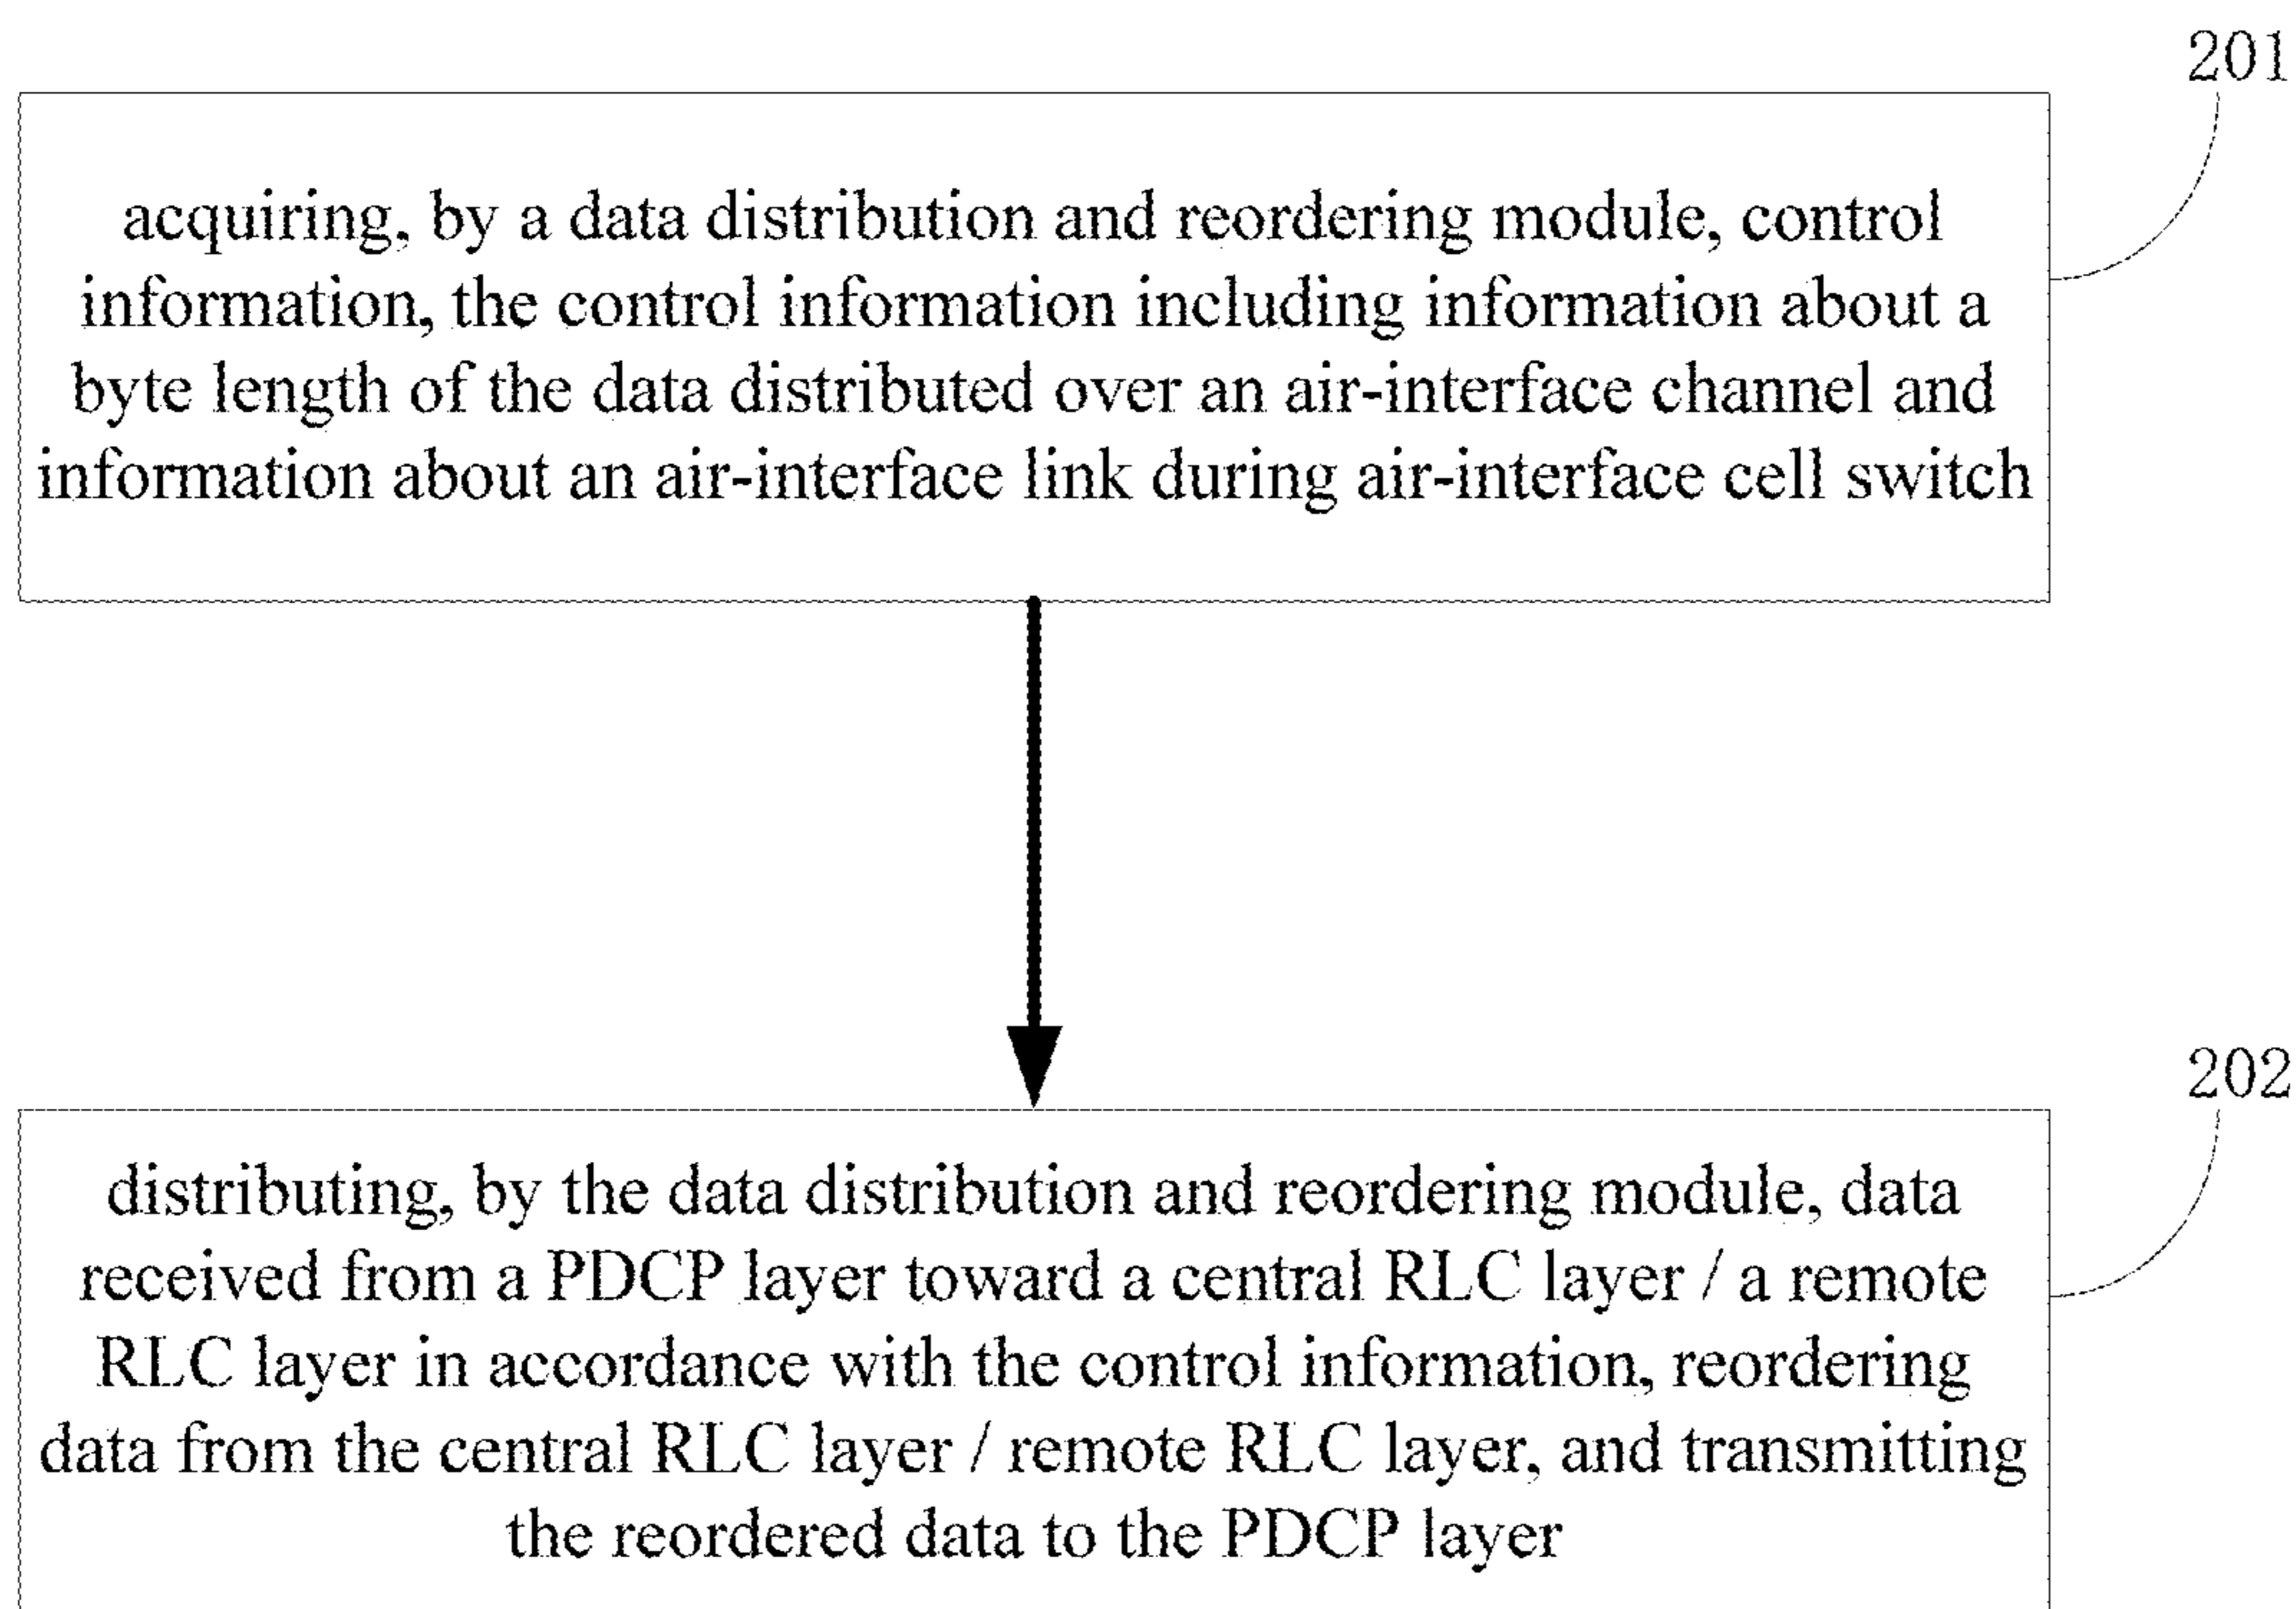 201
acquiring, by a data distribution and reordering module, control
information, the control information including information about a
byte length of the data distributed over an air-interface channel and
information about an air-interface link during air-interface cell switch
202
distributing, by the data distribution and reordering module, data
received from a PDCP layer toward a central RLC layer / a remote
RLC layer in accordance with the control information, reordering
data from the central RLC layer / remote RLC layer, and transmitting
the reordered data to the PDCP layer